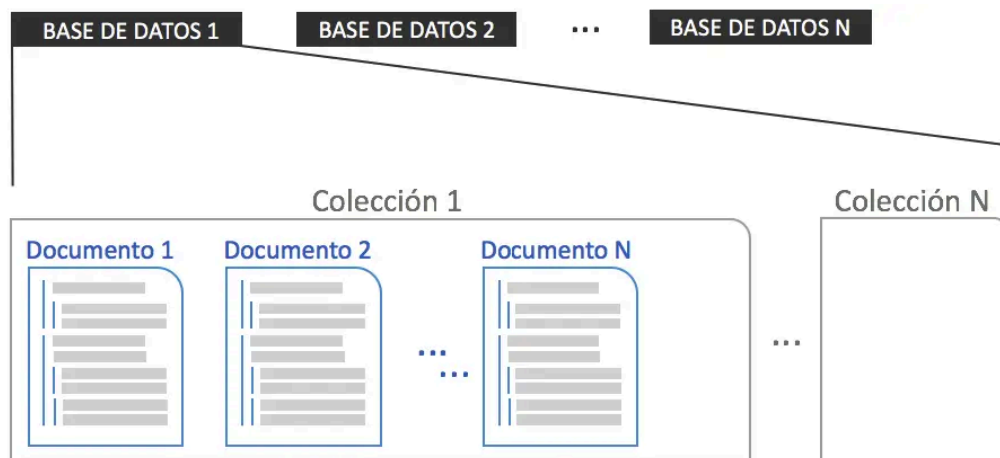 BASE DE DATOS 1 BASE DE DATOS 2 ... BASE DE DATOS N
Colección 1 Colección N
Documento 1 Documento 2 Documento N
... ... ...